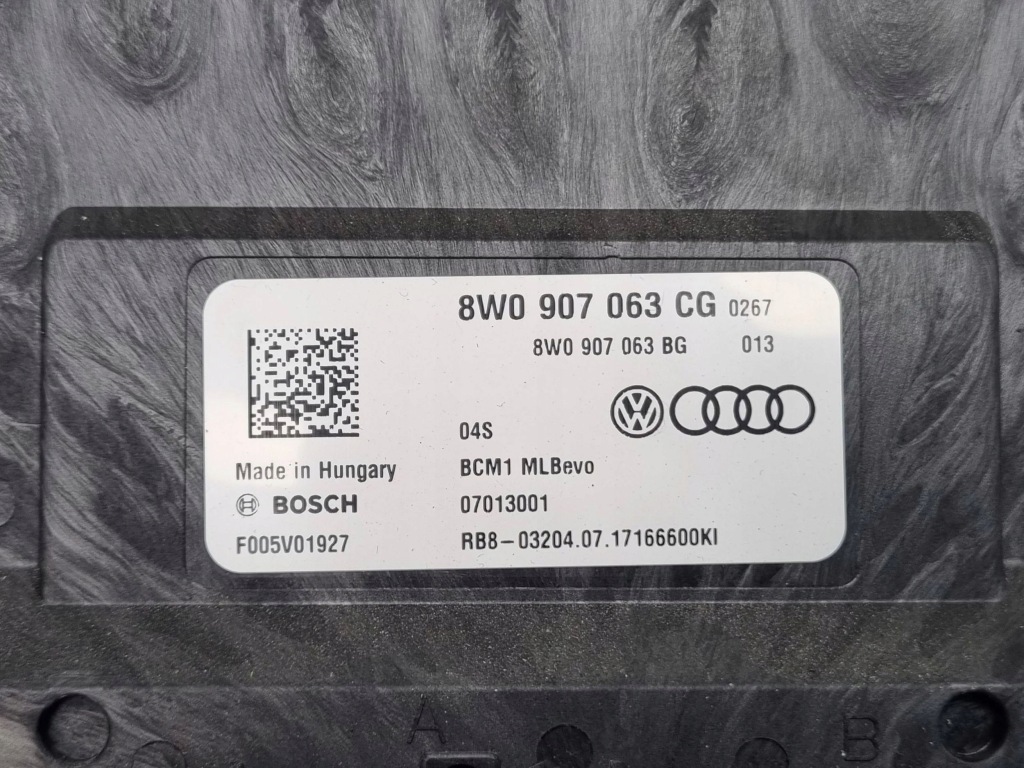 8W0 907 063 CG 0267
8W0 907 063 BG 013
04S
Made in Hungary BCM1 MLBevo
BOSCH 07013001
F005V01927 RB8-03204.07.17166600KI
A B